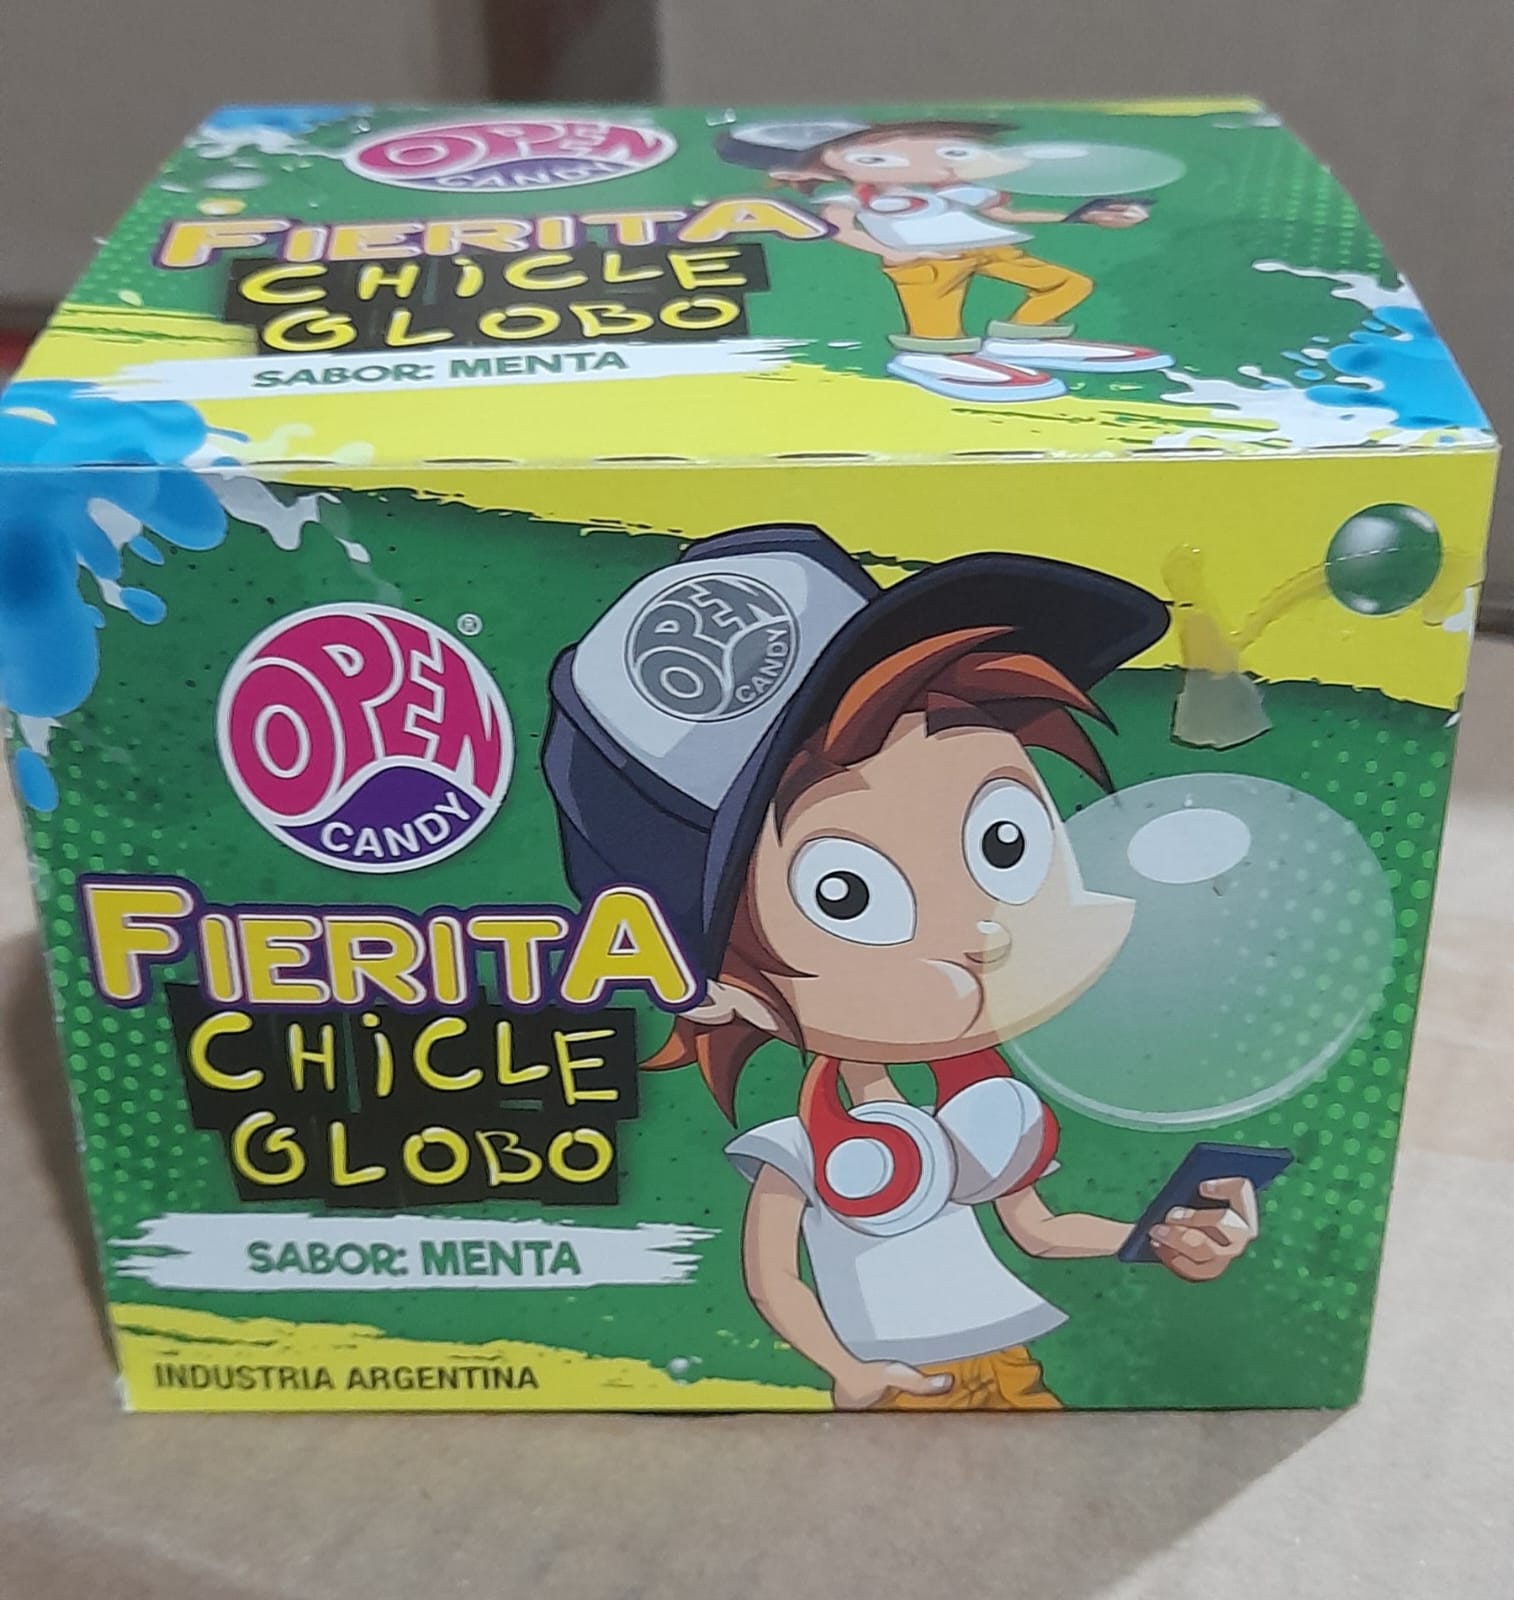 OPEN
CANDY
FIERITA
CHICLE
GLOBO
SABOR: MENTA
OPEN
CANDY
®
OPEN
CANDY
FIERITA
CHICLE
GLOBO
SABOR: MENTA
INDUSTRIA ARGENTINA